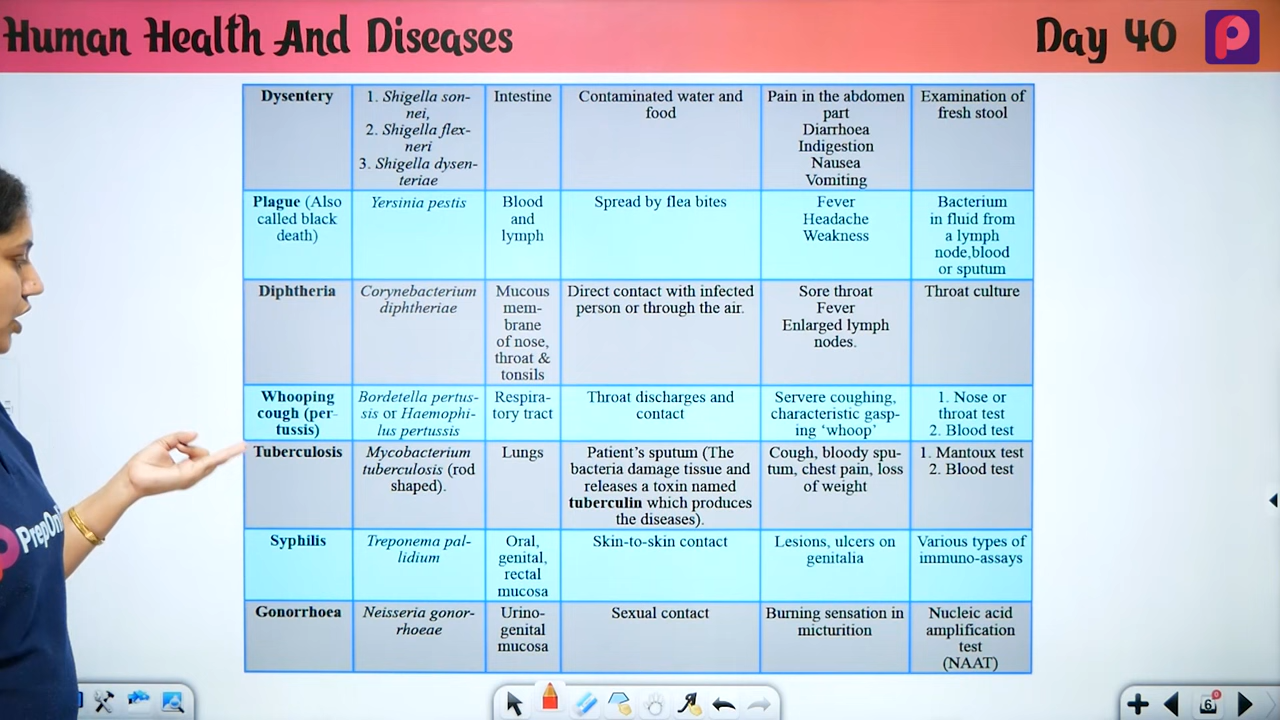 Human Health And Diseases
Day 40
Dysentery
1. Shigella son-
nei,
2. Shigella flex-
neri
3. Shigella dysen-
teriae
Intestine
Contaminated water and
food
Pain in the abdomen
part
Diarrhoea
Indigestion
Nausea
Vomiting
Examination of
fresh stool
Plague (Also
called black
death)
Yersinia pestis
Blood
and
lymph
Spread by flea bites
Fever
Headache
Weakness
Bacterium
in fluid from
a lymph
node,blood
or sputum
Diphtheria
Corynebacterium
diphtheriae
Mucous
mem-
brane
of nose,
throat &
tonsils
Direct contact with infected
person or through the air.
Sore throat
Fever
Enlarged lymph
nodes.
Throat culture
Whooping
cough (per-
tussis)
Bordetella pertus-
sis or Haemophi-
lus pertussis
Respira-
tory tract
Throat discharges and
contact
Servere coughing,
characteristic gasp-
ing ‘whoop’
1. Nose or
throat test
2. Blood test
Tuberculosis
Mycobacterium
tuberculosis (rod
shaped).
Lungs
Patient’s sputum (The
bacteria damage tissue and
releases a toxin named
tuberculin which produces
the diseases).
Cough, bloody spu-
tum, chest pain, loss
of weight
1. Mantoux test
2. Blood test
Syphilis
Treponema pal-
lidium
Oral,
genital,
rectal
mucosa
Skin-to-skin contact
Lesions, ulcers on
genitalia
Various types of
immuno-assays
Gonorrhoea
Neisseria gonor-
rhoeae
Urino-
genital
mucosa
Sexual contact
Burning sensation in
micturition
Nucleic acid
amplification
test
(NAAT)
6